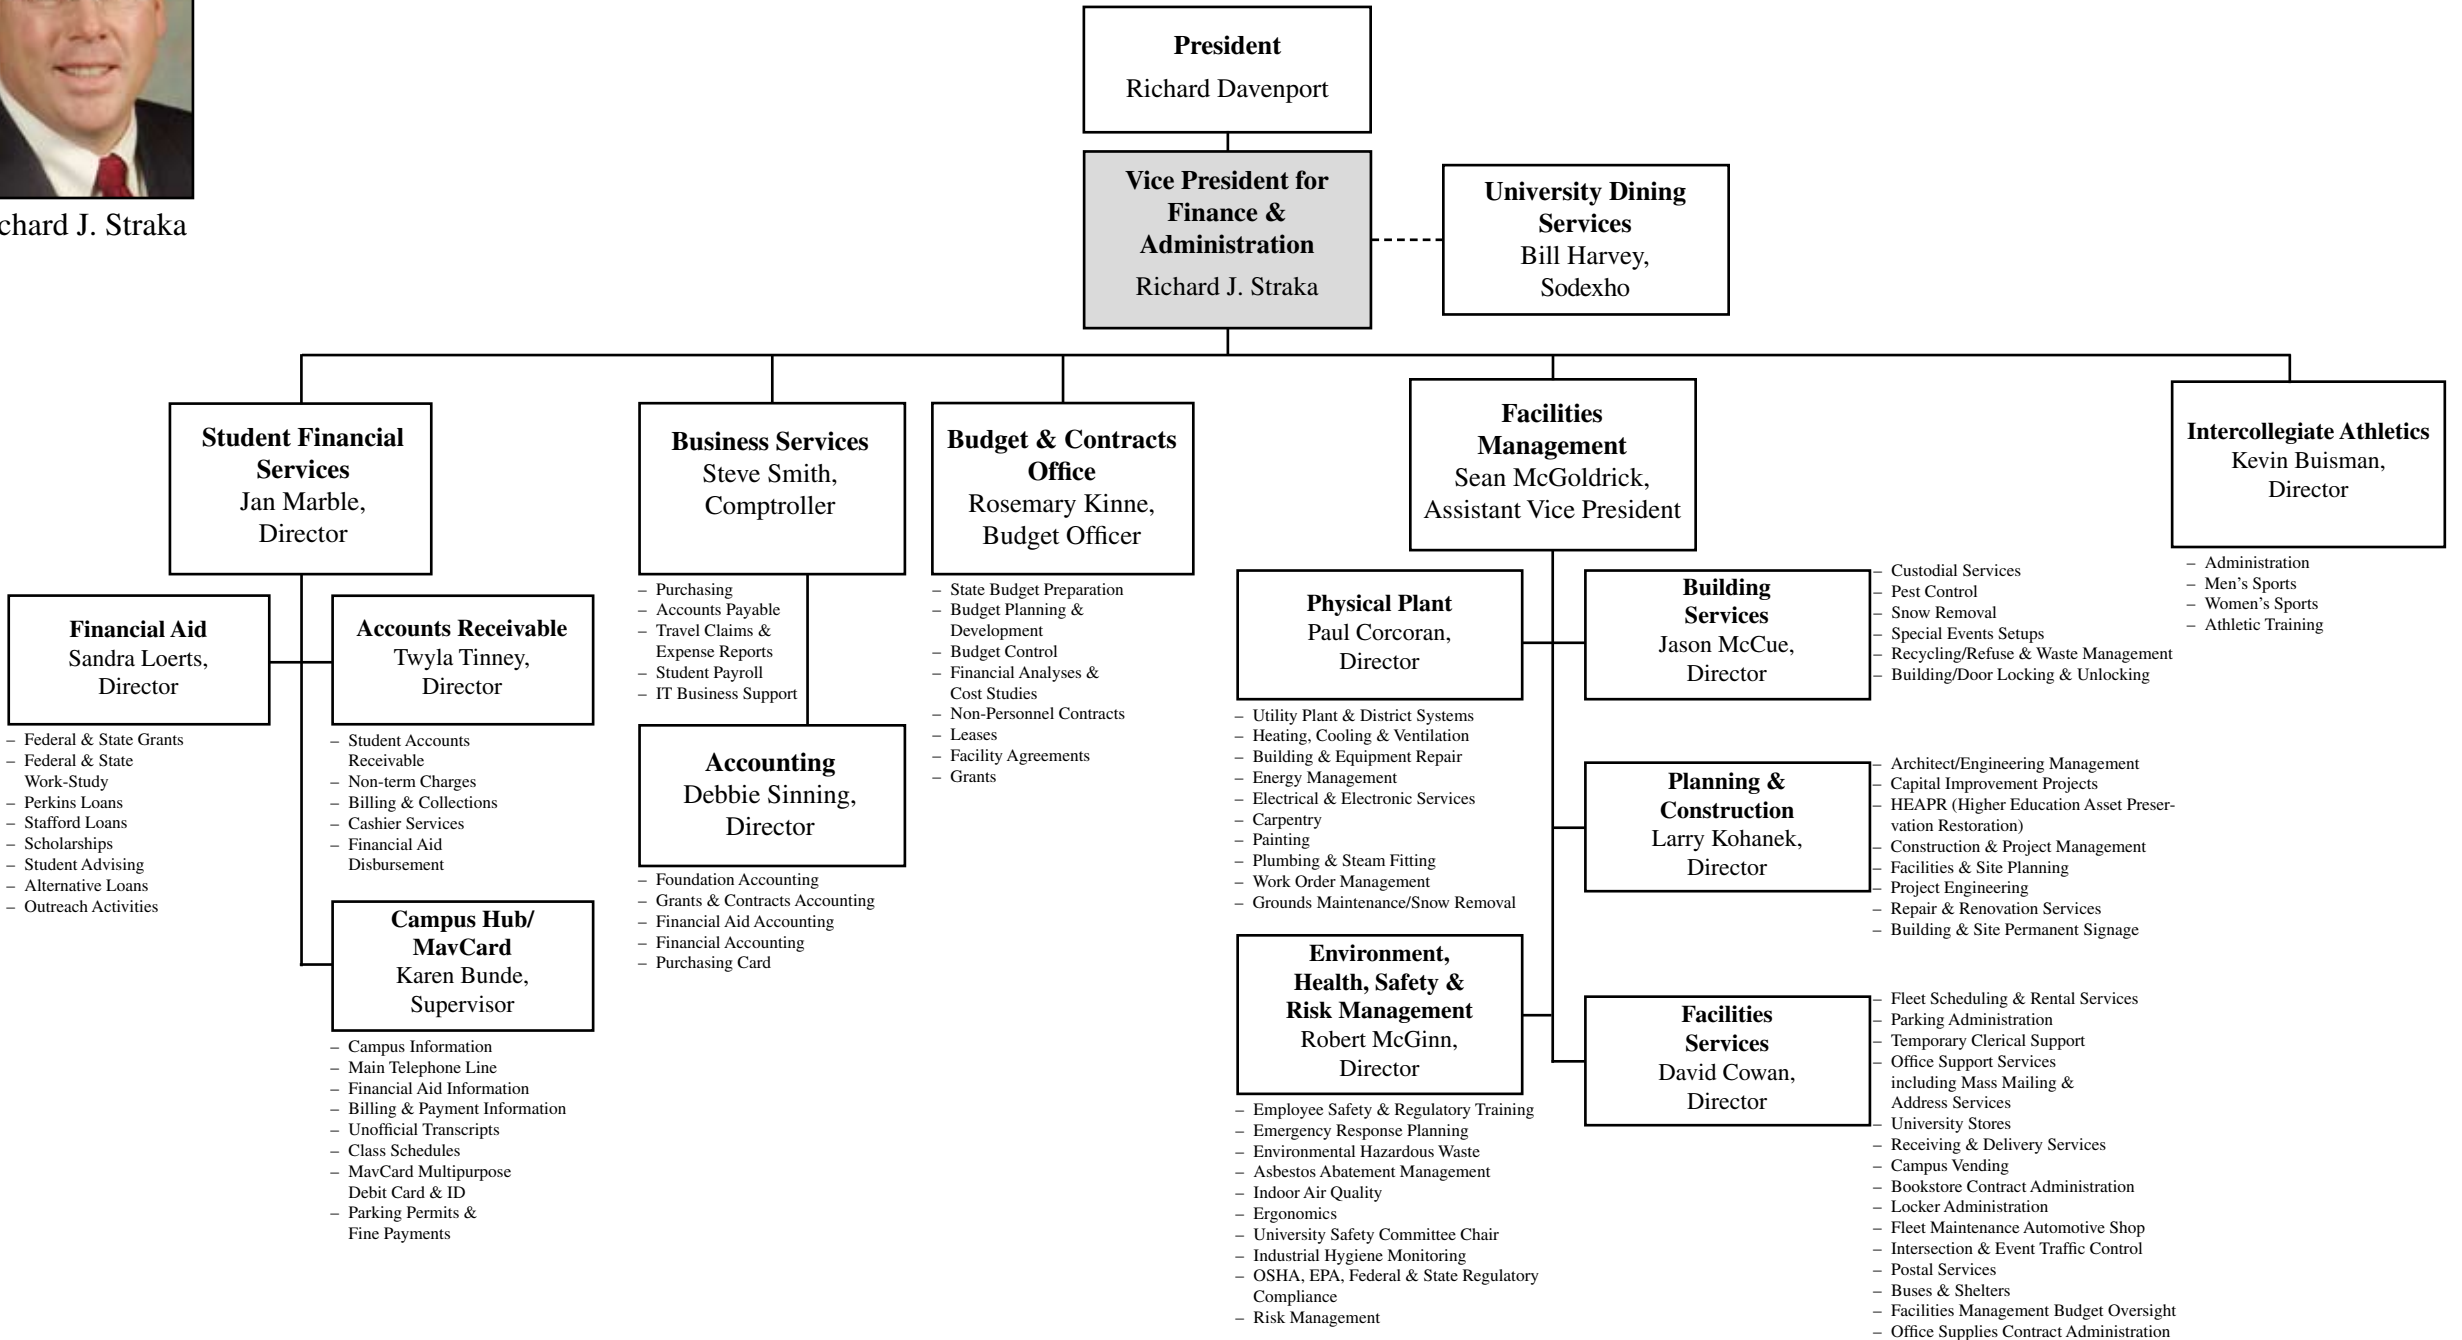 chard J. Straka
President
Richard Davenport
Vice President for
Finance &
Administration
Richard J. Straka
University Dining
Services
Bill Harvey,
Sodexho
Student Financial
Services
Jan Marble,
Director
Financial Aid
Sandra Loerts,
Director
– Federal & State Grants
– Federal & State
Work-Study
– Perkins Loans
– Stafford Loans
– Scholarships
– Student Advising
– Alternative Loans
– Outreach Activities
Accounts Receivable
Twyla Tinney,
Director
– Student Accounts
Receivable
– Non-term Charges
– Billing & Collections
– Cashier Services
– Financial Aid
Disbursement
Campus Hub/
MavCard
Karen Bunde,
Supervisor
– Campus Information
– Main Telephone Line
– Financial Aid Information
– Billing & Payment Information
– Unofficial Transcripts
– Class Schedules
– MavCard Multipurpose
Debit Card & ID
– Parking Permits &
Fine Payments
Business Services
Steve Smith,
Comptroller
– Purchasing
– Accounts Payable
– Travel Claims &
Expense Reports
– Student Payroll
– IT Business Support
Accounting
Debbie Sinning,
Director
– Foundation Accounting
– Grants & Contracts Accounting
– Financial Aid Accounting
– Financial Accounting
– Purchasing Card
Budget & Contracts
Office
Rosemary Kinne,
Budget Officer
– State Budget Preparation
– Budget Planning &
Development
– Budget Control
– Financial Analyses &
Cost Studies
– Non-Personnel Contracts
– Leases
– Facility Agreements
– Grants
Facilities
Management
Sean McGoldrick,
Assistant Vice President
Physical Plant
Paul Corcoran,
Director
– Utility Plant & District Systems
– Heating, Cooling & Ventilation
– Building & Equipment Repair
– Energy Management
– Electrical & Electronic Services
– Carpentry
– Painting
– Plumbing & Steam Fitting
– Work Order Management
– Grounds Maintenance/Snow Removal
Environment,
Health, Safety &
Risk Management
Robert McGinn,
Director
– Employee Safety & Regulatory Training
– Emergency Response Planning
– Environmental Hazardous Waste
– Asbestos Abatement Management
– Indoor Air Quality
– Ergonomics
– University Safety Committee Chair
– Industrial Hygiene Monitoring
– OSHA, EPA, Federal & State Regulatory
Compliance
– Risk Management
Building
Services
Jason McCue,
Director
– Custodial Services
– Pest Control
– Snow Removal
– Special Events Setups
– Recycling/Refuse & Waste Management
– Building/Door Locking & Unlocking
Planning &
Construction
Larry Kohanek,
Director
– Architect/Engineering Management
– Capital Improvement Projects
– HEAPR (Higher Education Asset Preser-
vation Restoration)
– Construction & Project Management
– Facilities & Site Planning
– Project Engineering
– Repair & Renovation Services
– Building & Site Permanent Signage
Facilities
Services
David Cowan,
Director
– Fleet Scheduling & Rental Services
– Parking Administration
– Temporary Clerical Support
– Office Support Services
including Mass Mailing &
Address Services
– University Stores
– Receiving & Delivery Services
– Campus Vending
– Bookstore Contract Administration
– Locker Administration
– Fleet Maintenance Automotive Shop
– Intersection & Event Traffic Control
– Postal Services
– Buses & Shelters
– Facilities Management Budget Oversight
– Office Supplies Contract Administration
Intercollegiate Athletics
Kevin Buisman,
Director
– Administration
– Men's Sports
– Women's Sports
– Athletic Training